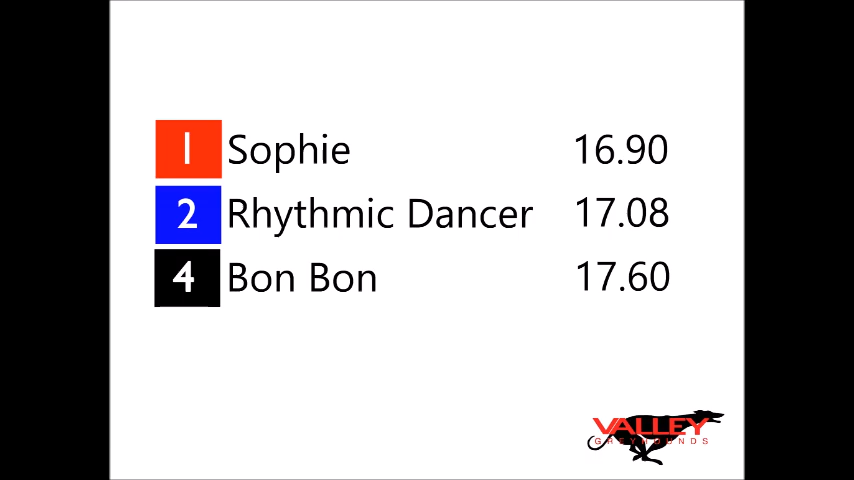 1 Sophie 16.90
2 Rhythmic Dancer 17.08
4 Bon Bon 17.60
VALLEY
GREYHOUNDS